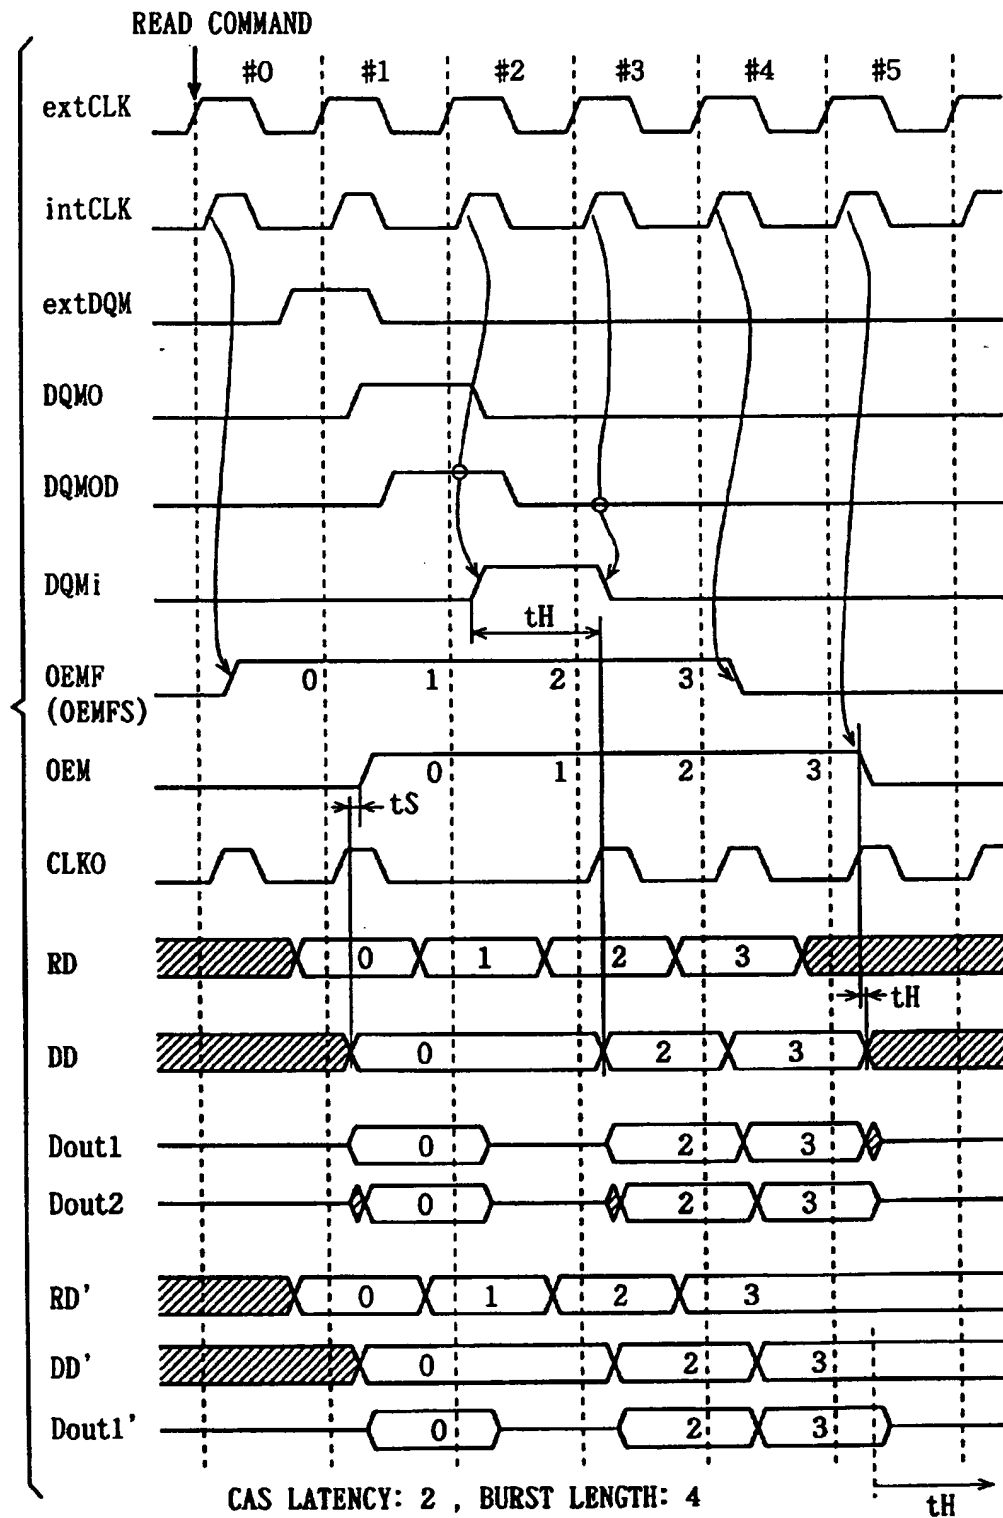 READ COMMAND
#0 #1 #2 #3 #4 #5
extCLK
intCLK
extDQM
DQMO
DQMOD
DQMi
tH
OEMF 0 1 2 3
(OEMFS)
OEM 0 1 2 3
tS
CLKO
RD 0 1 2 3
tH
DD 0 2 3
Dout1 0 2 3
Dout2 0 2 3
RD' 0 1 2 3
DD' 0 2 3
Dout1' 0 2 3
CAS LATENCY: 2 , BURST LENGTH: 4
tH